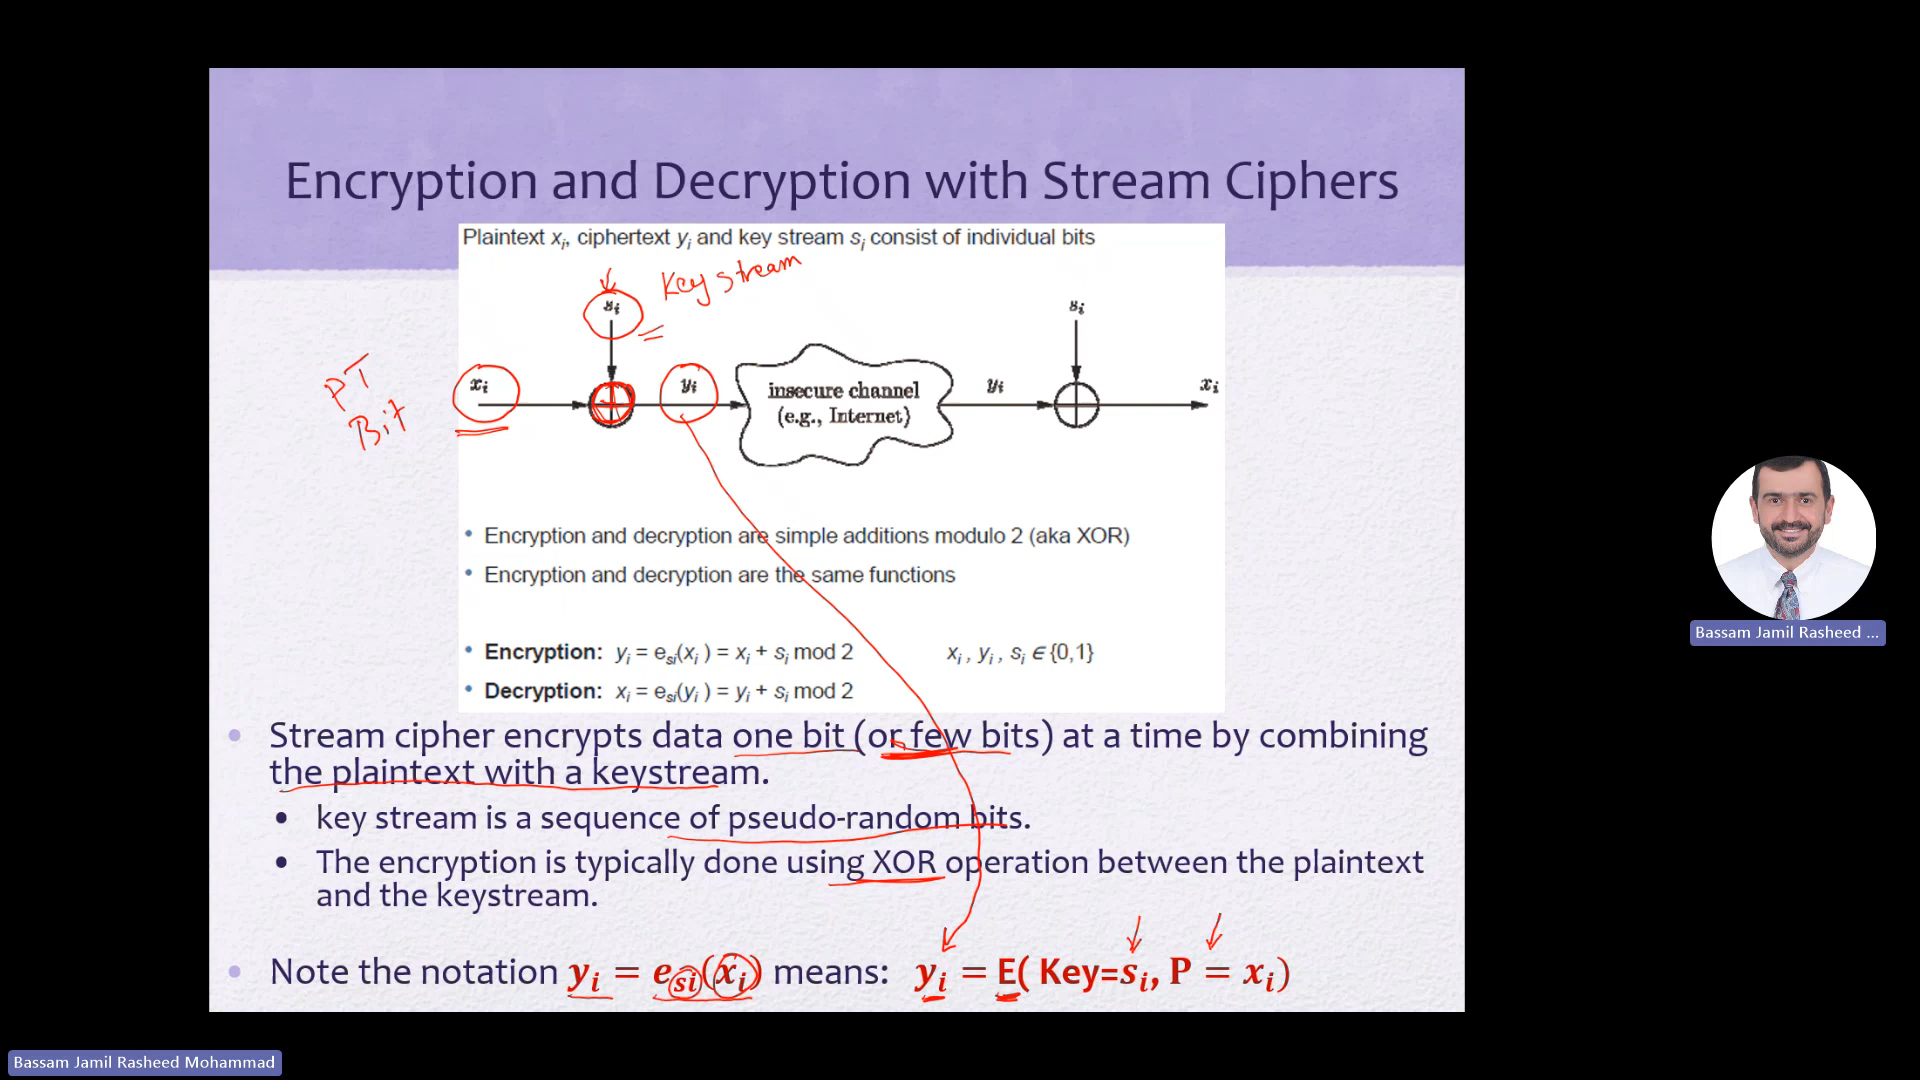 Encryption and Decryption with Stream Ciphers
Plaintext xᵢ, ciphertext yᵢ and key stream sᵢ consist of individual bits
Key stream
sᵢ
sᵢ
PT
Bit
xᵢ
yᵢ
insecure channel
(e.g., Internet)
yᵢ
xᵢ
• Encryption and decryption are simple additions modulo 2 (aka XOR)
• Encryption and decryption are the same functions
• Encryption: yᵢ = eₛᵢ(xᵢ) = xᵢ + sᵢ mod 2 xᵢ, yᵢ, sᵢ ∈ {0,1}
• Decryption: xᵢ = eₛᵢ(yᵢ) = yᵢ + sᵢ mod 2
• Stream cipher encrypts data one bit (or few bits) at a time by combining
the plaintext with a keystream.
• key stream is a sequence of pseudo-random bits.
• The encryption is typically done using XOR operation between the plaintext
and the keystream.
• Note the notation yᵢ = eₛᵢ(xᵢ) means: yᵢ = E( Key=sᵢ, P = xᵢ)
Bassam Jamil Rasheed ...
Bassam Jamil Rasheed Mohammad